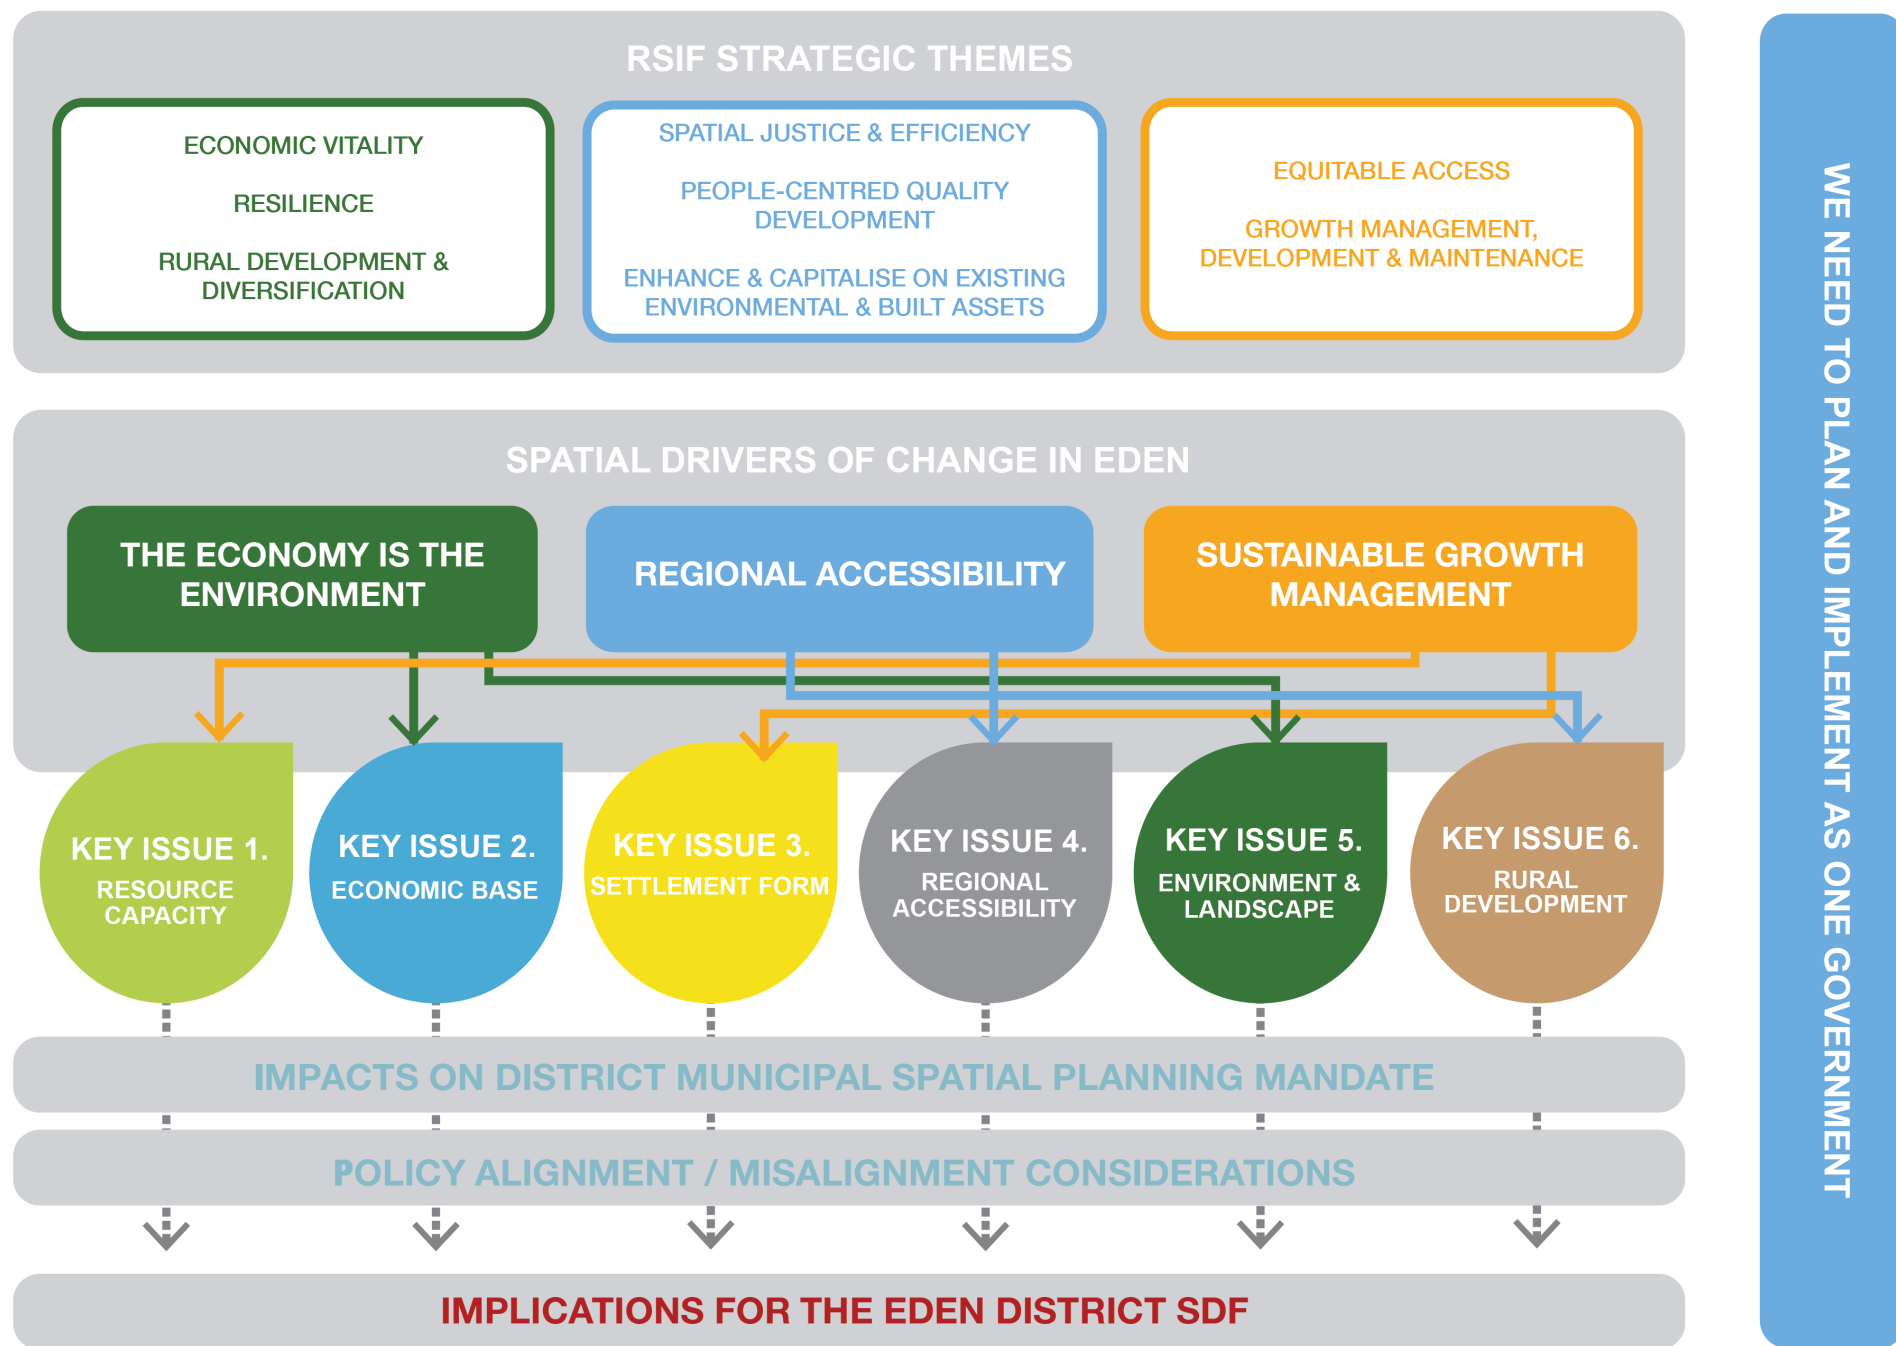 RSIF STRATEGIC THEMES
ECONOMIC VITALITY
RESILIENCE
RURAL DEVELOPMENT &
DIVERSIFICATION
SPATIAL JUSTICE & EFFICIENCY
PEOPLE-CENTRED QUALITY
DEVELOPMENT
ENHANCE & CAPITALISE ON EXISTING
ENVIRONMENTAL & BUILT ASSETS
EQUITABLE ACCESS
GROWTH MANAGEMENT,
DEVELOPMENT & MAINTENANCE
SPATIAL DRIVERS OF CHANGE IN EDEN
THE ECONOMY IS THE
ENVIRONMENT
REGIONAL ACCESSIBILITY
SUSTAINABLE GROWTH
MANAGEMENT
KEY ISSUE 1.
RESOURCE
CAPACITY
KEY ISSUE 2.
ECONOMIC BASE
KEY ISSUE 3.
SETTLEMENT FORM
KEY ISSUE 4.
REGIONAL
ACCESSIBILITY
KEY ISSUE 5.
ENVIRONMENT &
LANDSCAPE
KEY ISSUE 6.
RURAL
DEVELOPMENT
IMPACTS ON DISTRICT MUNICIPAL SPATIAL PLANNING MANDATE
POLICY ALIGNMENT / MISALIGNMENT CONSIDERATIONS
IMPLICATIONS FOR THE EDEN DISTRICT SDF
WE NEED TO PLAN AND IMPLEMENT AS ONE GOVERNMENT